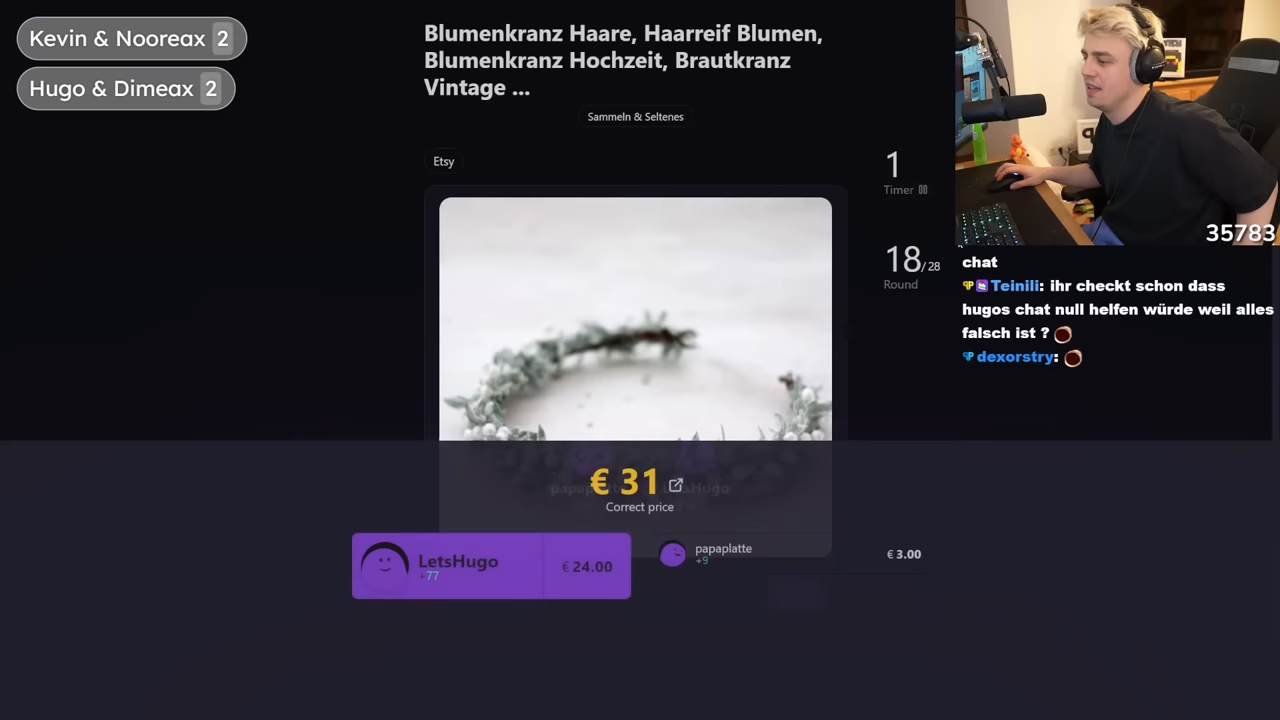 Kevin & Nooreax 2
Hugo & Dimeax 2
Blumenkranz Haare, Haarreif Blumen,
Blumenkranz Hochzeit, Brautkranz
Vintage ...
Sammeln & Seltenes
Etsy
1
Timer
18/ 28
Round
35783
chat
Teinili: ihr checkt schon dass
hugos chat null helfen würde weil alles
falsch ist ?
dexorstry:
€ 31
Correct price
LetsHugo
+77
€ 24.00
papaplatte
+9
€ 3.00